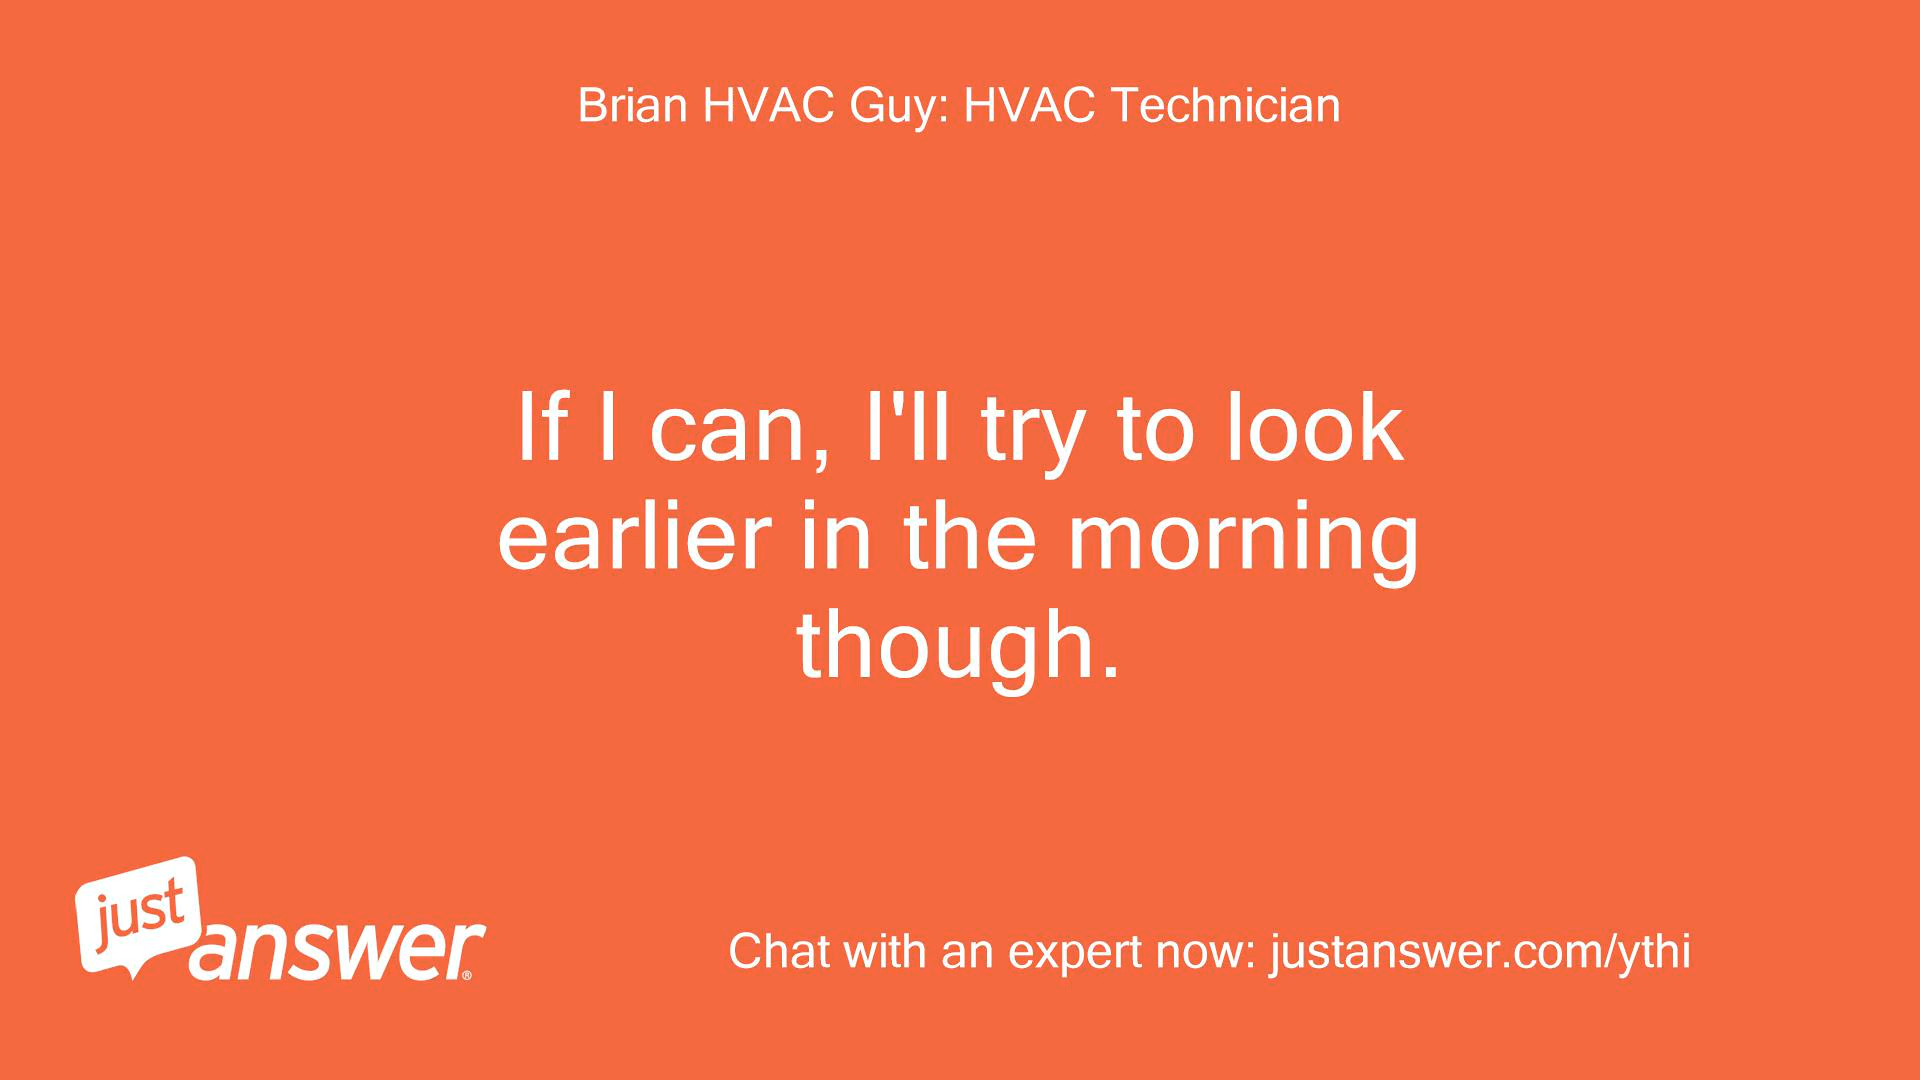 Brian HVAC Guy: HVAC Technician
If I can, I'll try to look
earlier in the morning
though.
just
answer®
Chat with an expert now: justanswer.com/ythi